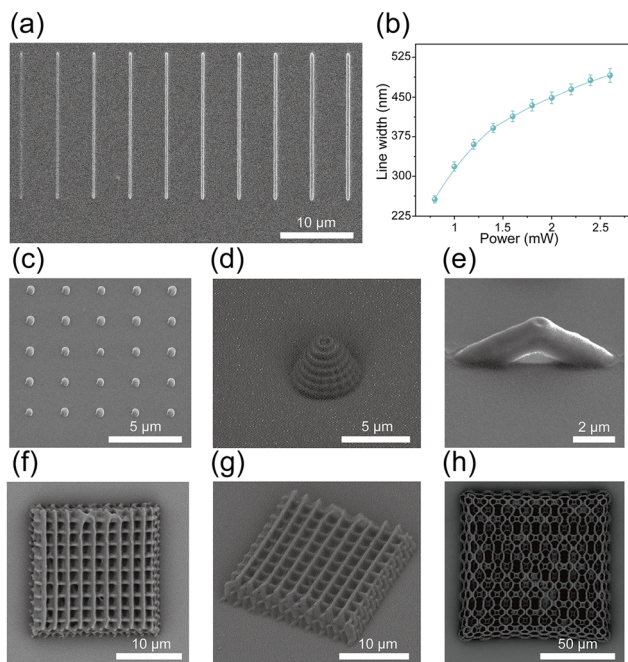 (a)
10 μm
(b)
Line width (nm)
525
450
375
300
225
1
1.5
2
2.5
Power (mW)
(c)
5 μm
(d)
5 μm
(e)
2 μm
(f)
10 μm
(g)
10 μm
(h)
50 μm